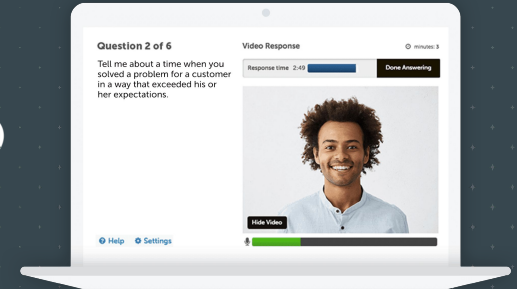 Question 2 of 6
Tell me about a time when you
solved a problem for a customer
in a way that exceeded his or
her expectations.
Help
Settings
Video Response
minutes: 3
Response time 2:49
Done Answering
Hide Video